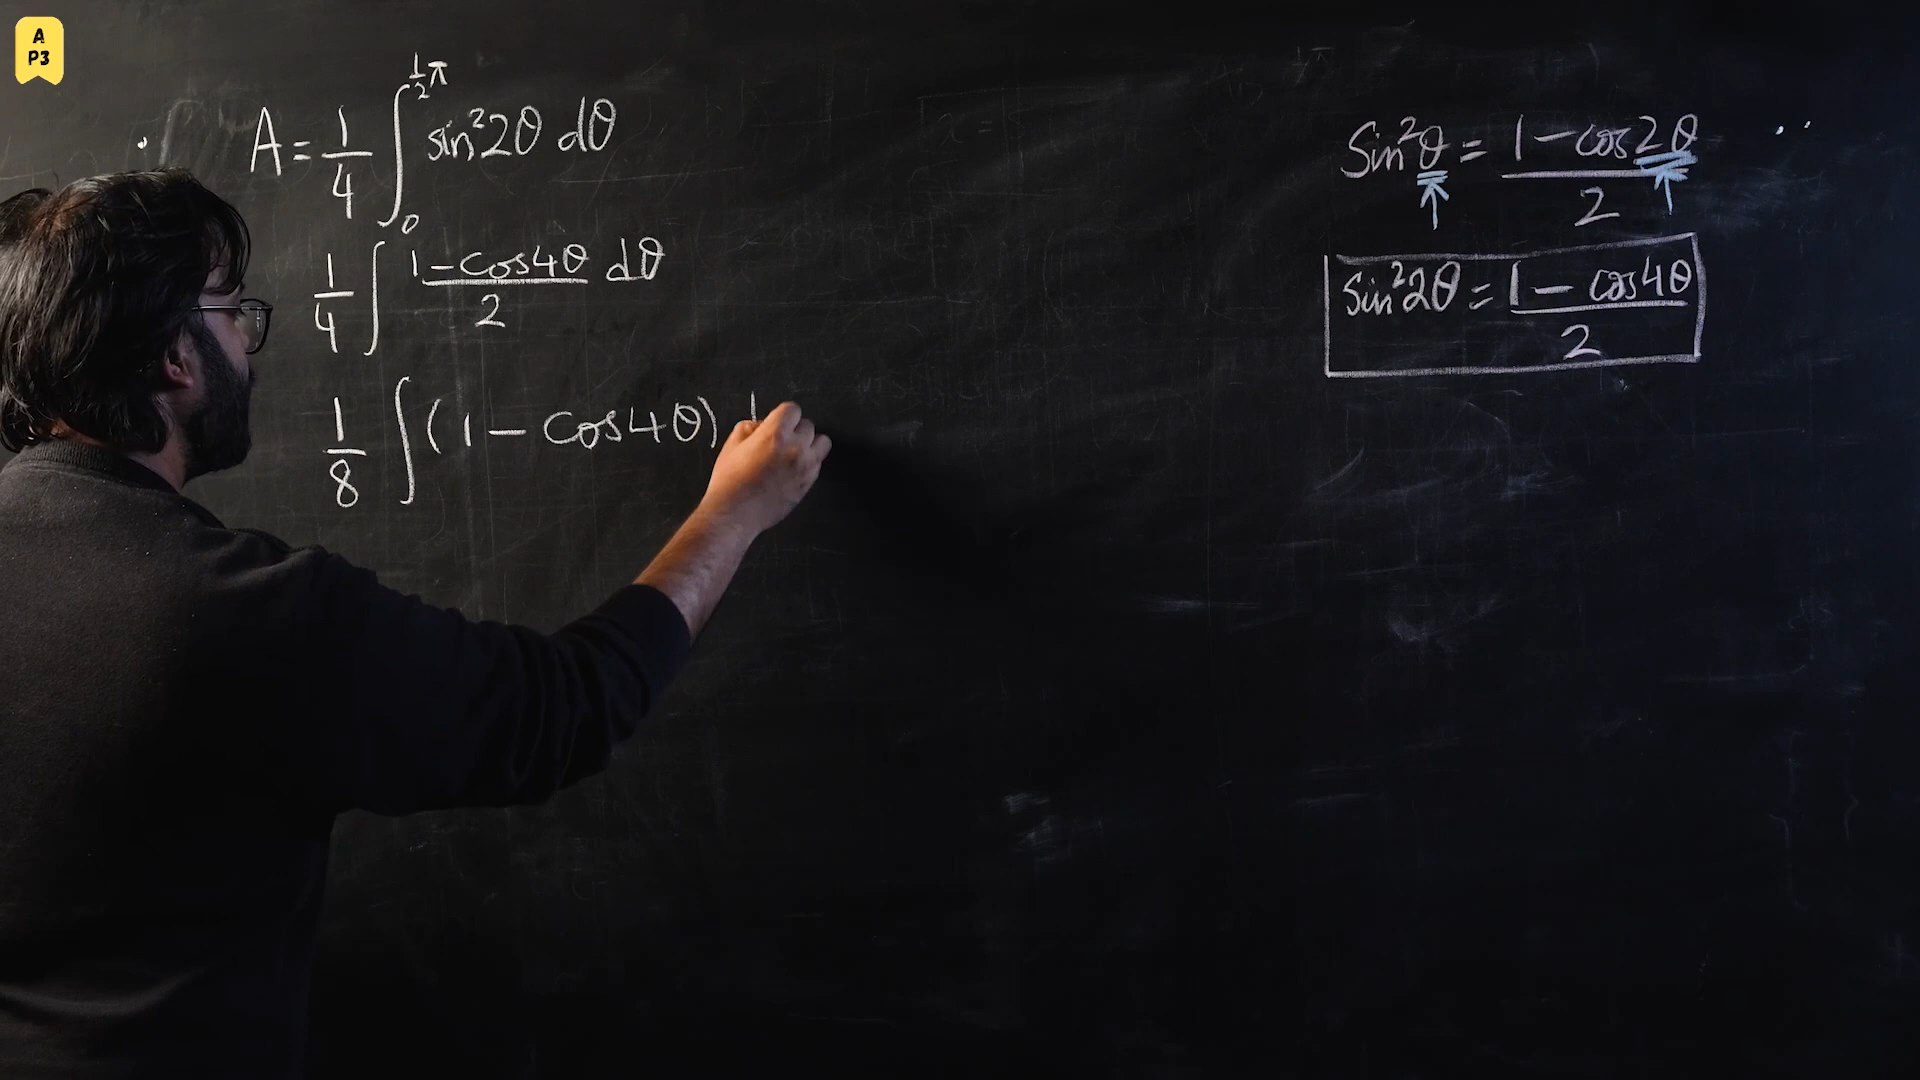 A
P3
A = 1/4 ∫₀^{½π} sin²2θ dθ
1/4 ∫ (1 - cos4θ)/2 dθ
1/8 ∫ (1 - cos4θ)
Sin²θ = (1 - cos2θ)/2
Sin²2θ = (1 - cos4θ)/2